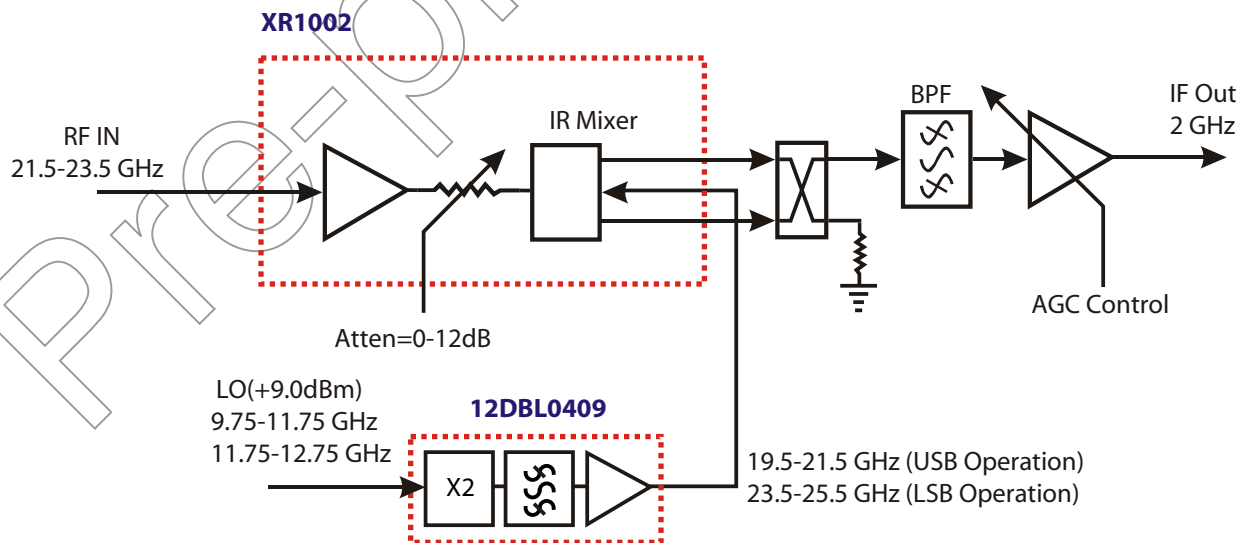 XR1002
Pre-p
RF IN
21.5-23.5 GHz
IR Mixer
BPF
IF Out
2 GHz
Atten=0-12dB
AGC Control
LO(+9.0dBm)
9.75-11.75 GHz
11.75-12.75 GHz
12DBL0409
X2
19.5-21.5 GHz (USB Operation)
23.5-25.5 GHz (LSB Operation)